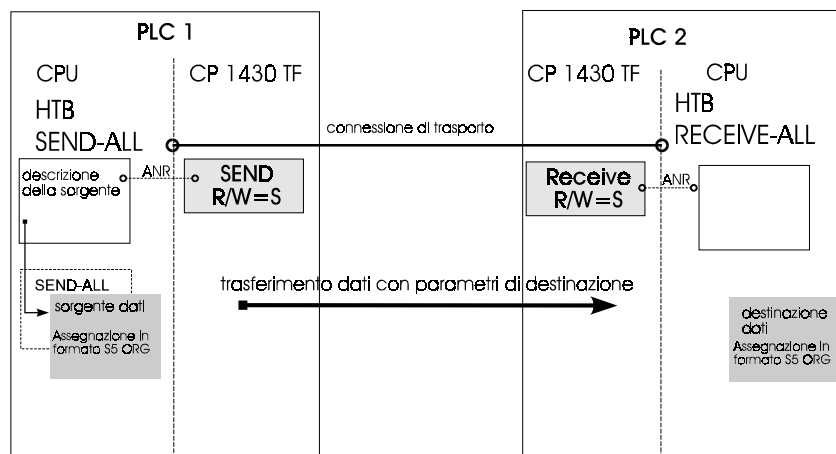 PLC 1
CPU
CP 1430 TF
HTB
SEND-ALL
descrizione
della sorgente
ANR
SEND
R/W=S
SEND-ALL
sorgente dati
Assegnazione in
formato S5 ORG
connessione di trasporto
trasferimento dati con parametri di destinazione
PLC 2
CP 1430 TF
CPU
HTB
RECEIVE-ALL
Receive
R/W=S
ANR
destinazione
dati
Assegnazione in
formato S5 ORG